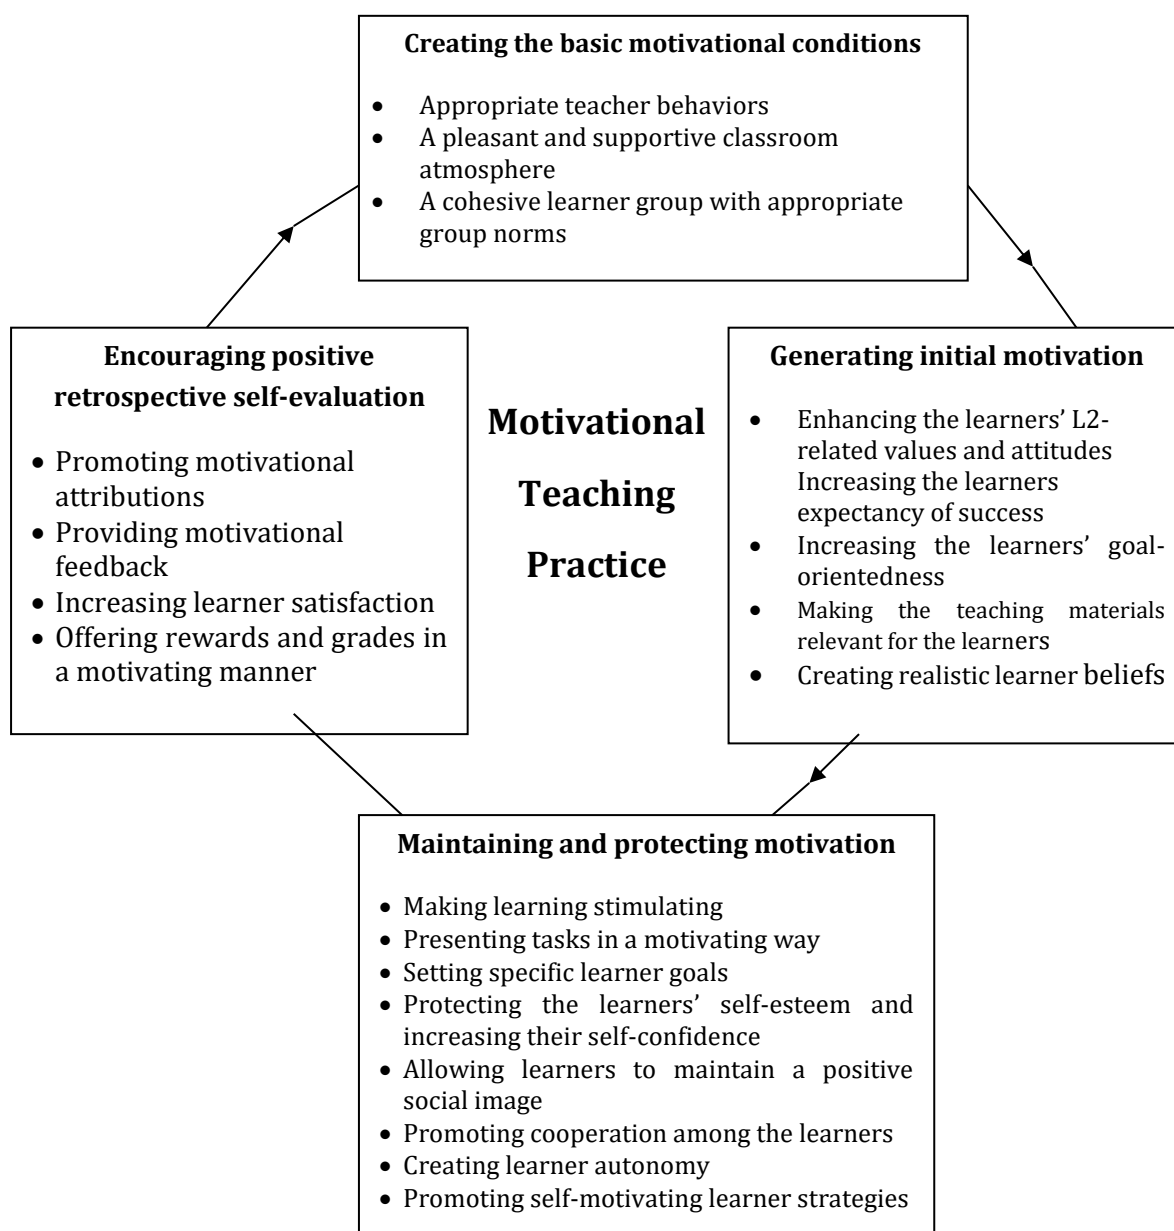 Creating the basic motivational conditions
• Appropriate teacher behaviors
• A pleasant and supportive classroom
atmosphere
• A cohesive learner group with appropriate
group norms
Encouraging positive
retrospective self-evaluation
• Promoting motivational
attributions
• Providing motivational
feedback
• Increasing learner satisfaction
• Offering rewards and grades in
a motivating manner
Motivational
Teaching
Practice
Generating initial motivation
• Enhancing the learners’ L2-
related values and attitudes
Increasing the learners
expectancy of success
• Increasing the learners’ goal-
orientedness
• Making the teaching materials
relevant for the learners
• Creating realistic learner beliefs
Maintaining and protecting motivation
• Making learning stimulating
• Presenting tasks in a motivating way
• Setting specific learner goals
• Protecting the learners’ self-esteem and
increasing their self-confidence
• Allowing learners to maintain a positive
social image
• Promoting cooperation among the learners
• Creating learner autonomy
• Promoting self-motivating learner strategies